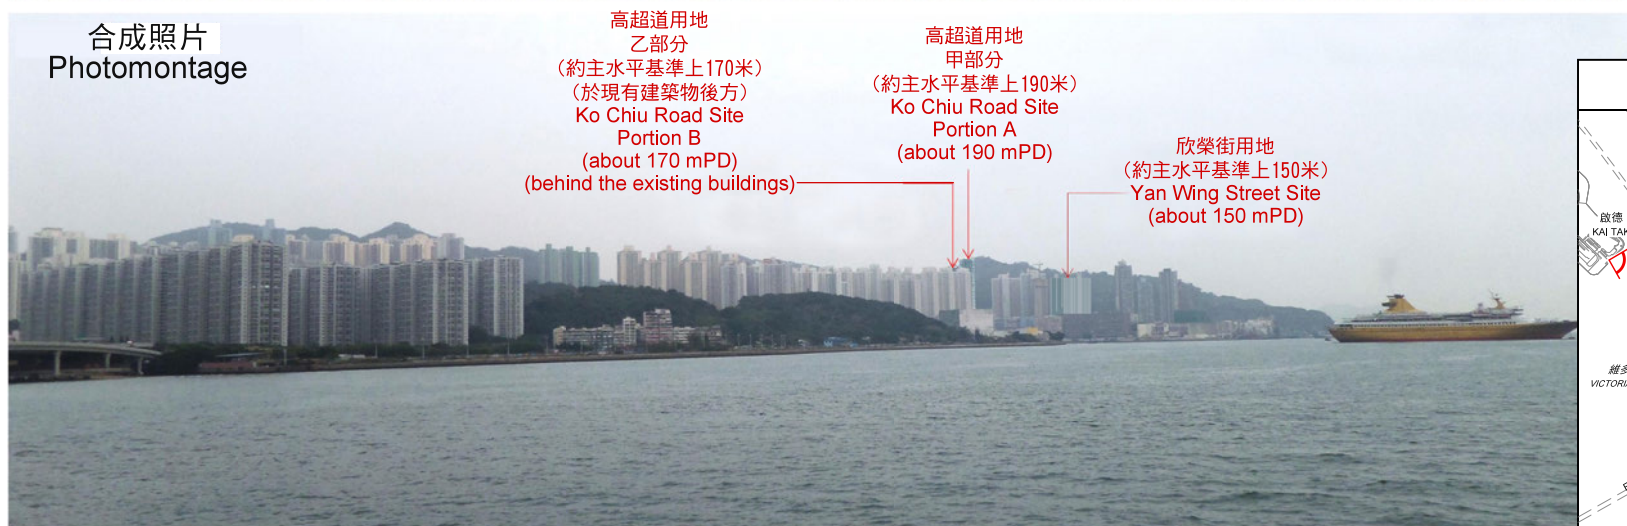 合成照片
Photomontage
高超道用地
乙部分
（約主水平基準上170米）
（於現有建築物後方）
Ko Chiu Road Site
Portion B
(about 170 mPD)
(behind the existing buildings)
高超道用地
甲部分
（約主水平基準上190米）
Ko Chiu Road Site
Portion A
(about 190 mPD)
欣榮街用地
（約主水平基準上150米）
Yan Wing Street Site
(about 150 mPD)
啟德
KAI TAK
維多
VICTORIA